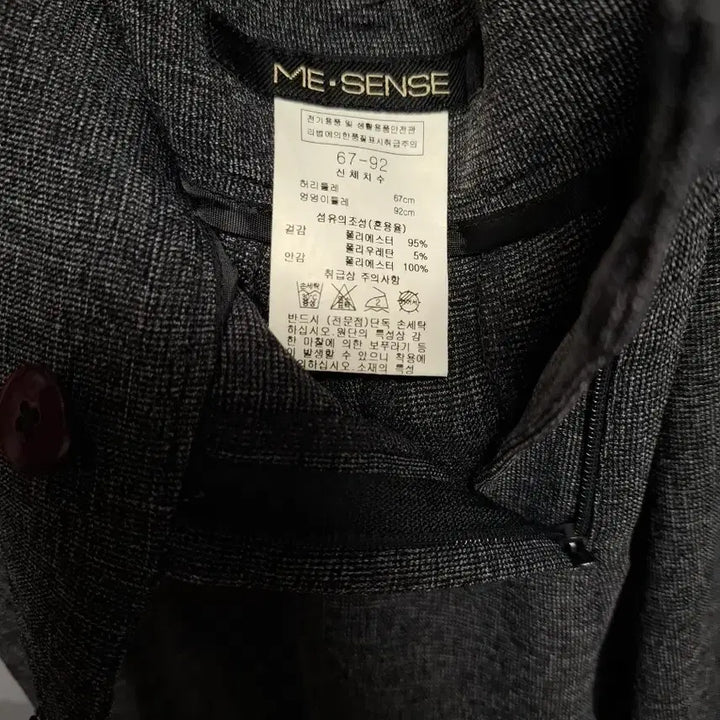 ME·SENSE
전기용품 및 생활용품안전관
리법에의한품질표시취급주의
67-92
신체치수
허리둘레 67cm
엉덩이둘레 92cm
섬유의조성(혼용율)
겉감 폴리에스터 95%
폴리우레탄 5%
안감 폴리에스터 100%
취급상 주의사항
반드시 (전문점)단독 손세탁
하십시오.원단의 특성상 강
한 마찰에 의한 보푸라기 등
이 발생할 수 있으니 착용에
의하십시오.소재의 특성